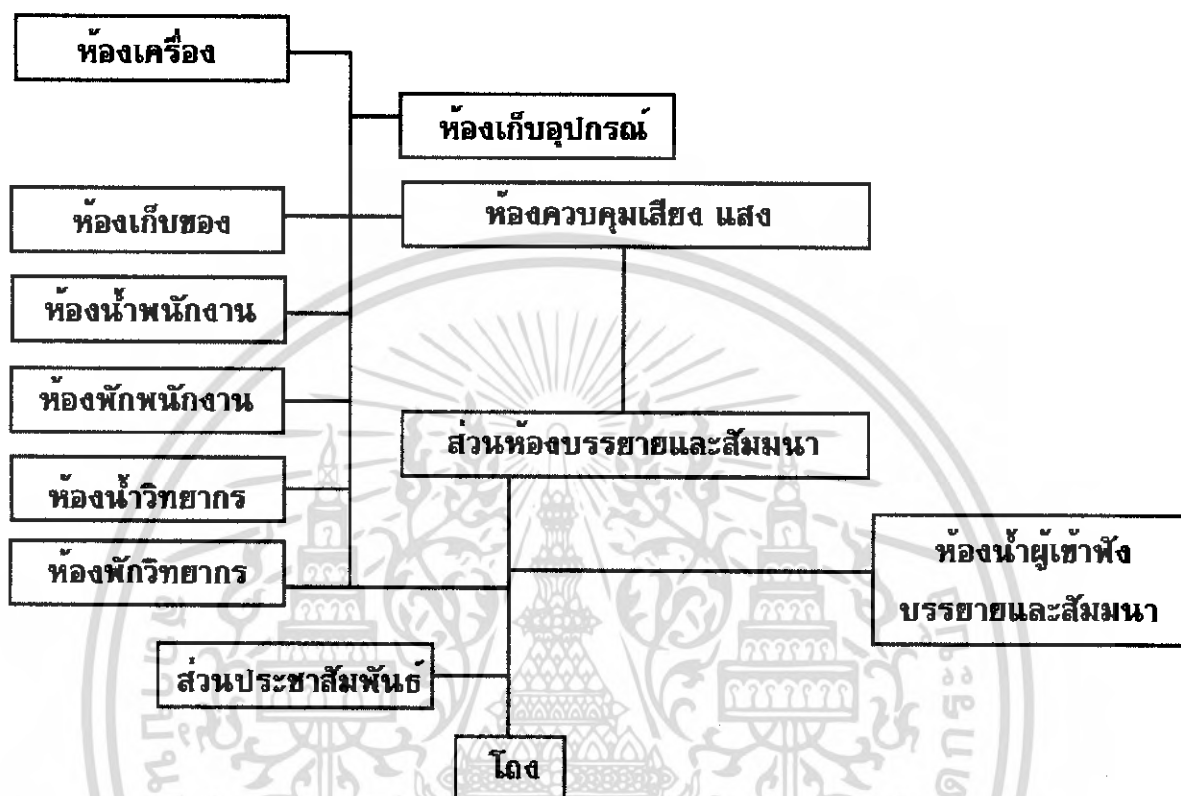 ห้องเครื่อง
ห้องเก็บอุปกรณ์
ห้องเก็บของ
ห้องควบคุมเสียง แสง
ห้องน้ำพนักงาน
ห้องพักพนักงาน
ส่วนห้องบรรยายและสัมมนา
ห้องน้ำวิทยากร
ห้องพักวิทยากร
ห้องน้ำผู้เข้าฟัง
บรรยายและสัมมนา
ส่วนประชาสัมพันธ์
โถง